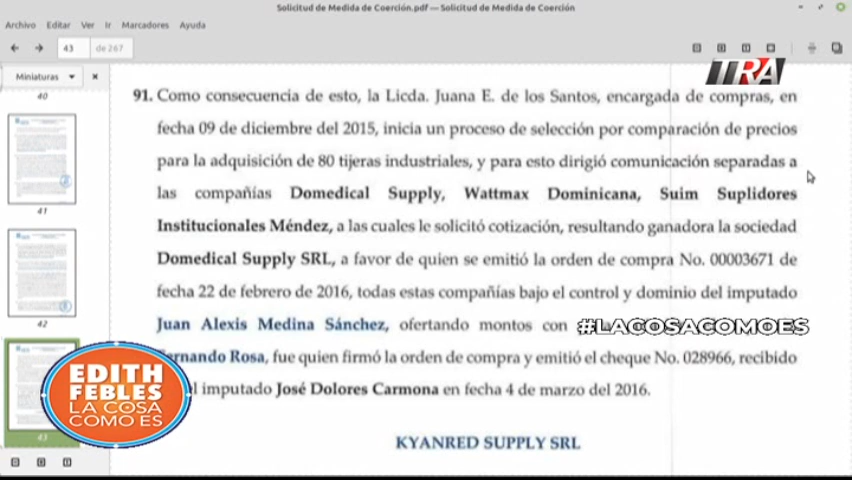 Solicitud de Medida de Coerción.pdf — Solicitud de Medida de Coerción
Archivo Editar Ver Ir Marcadores Ayuda
43 de 267
Miniaturas
TRA
40
41
42
43
91. Como consecuencia de esto, la Licda. Juana E. de los Santos, encargada de compras, en
fecha 09 de diciembre del 2015, inicia un proceso de selección por comparación de precios
para la adquisición de 80 tijeras industriales, y para esto dirigió comunicación separadas a
las compañías Domedical Supply, Wattmax Dominicana, Suim Suplidores
Institucionales Méndez, a las cuales le solicitó cotización, resultando ganadora la sociedad
Domedical Supply SRL, a favor de quien se emitió la orden de compra No. 00003671 de
fecha 22 de febrero de 2016, todas estas compañías bajo el control y dominio del imputado
Juan Alexis Medina Sánchez, ofertando montos con
#LACOSACOMOES
Rosa, fue quien firmó la orden de compra y emitió el cheque No. 028966, recibido
imputado José Dolores Carmona en fecha 4 de marzo del 2016.
KYANRED SUPPLY SRL
EDITH
FEBLES
LA COSA
COMO ES